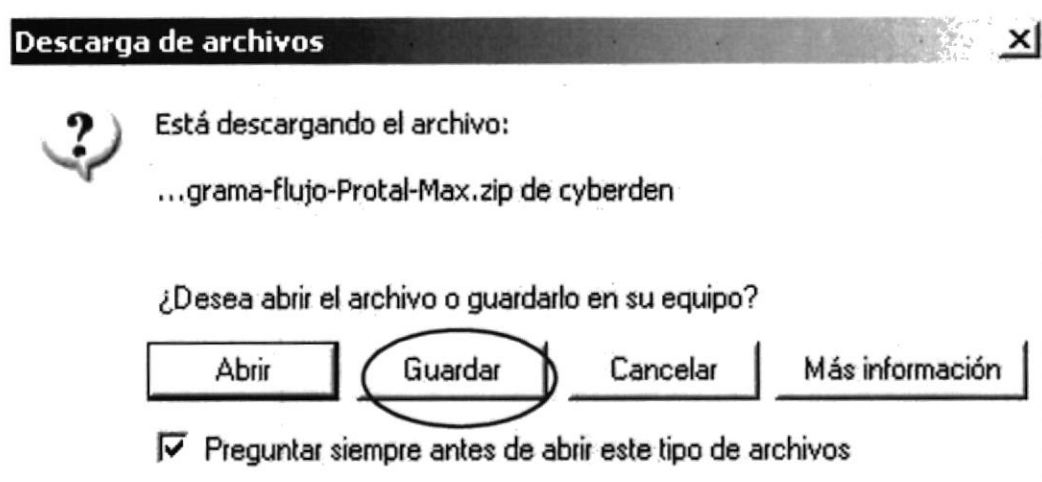 Descarga de archivos
Está descargando el archivo:
...grama-flujo-Protal-Max.zip de cyberden
¿Desea abrir el archivo o guardarlo en su equipo?
Abrir Guardar Cancelar Más información
Preguntar siempre antes de abrir este tipo de archivos